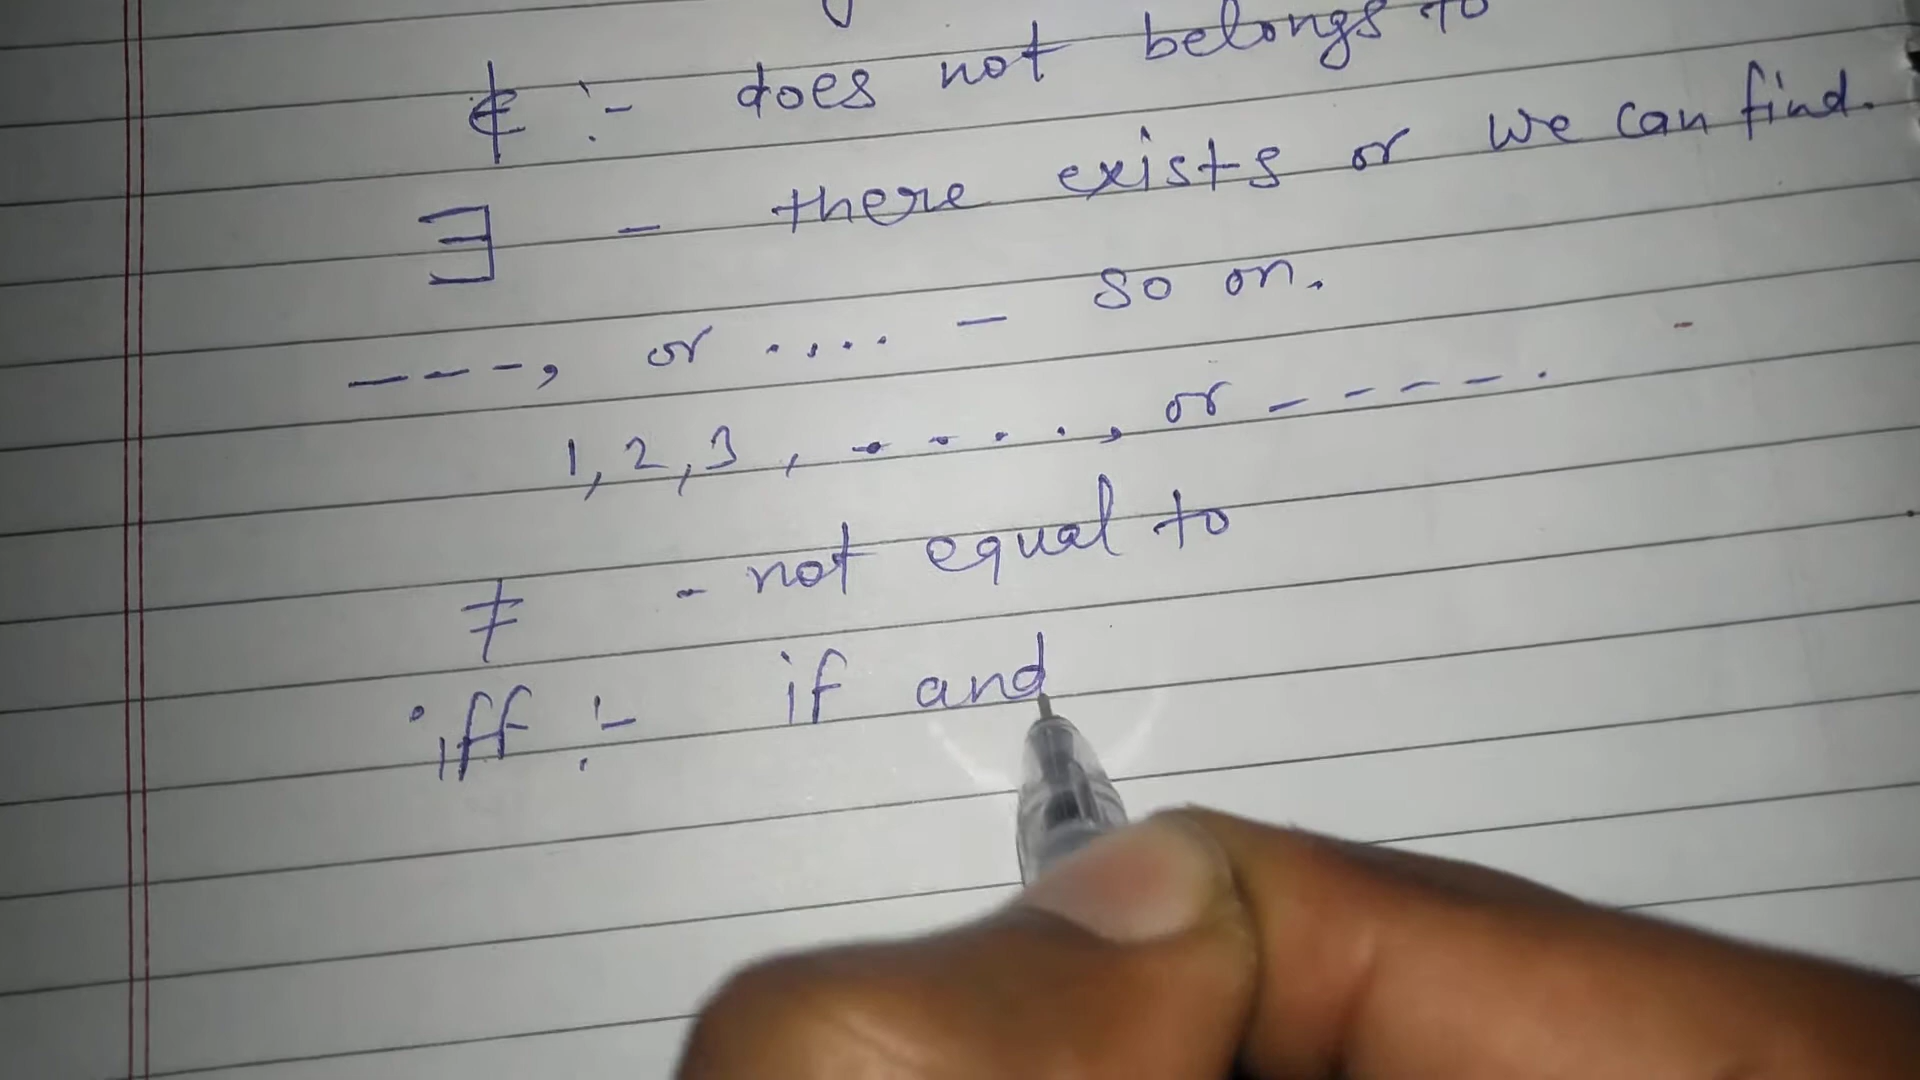 ∉ :- does not belongs to
∃ - there exists or we can find.
---, or .... - so on.
1, 2, 3, ....., or ----.
≠ - not equal to
iff :- if and